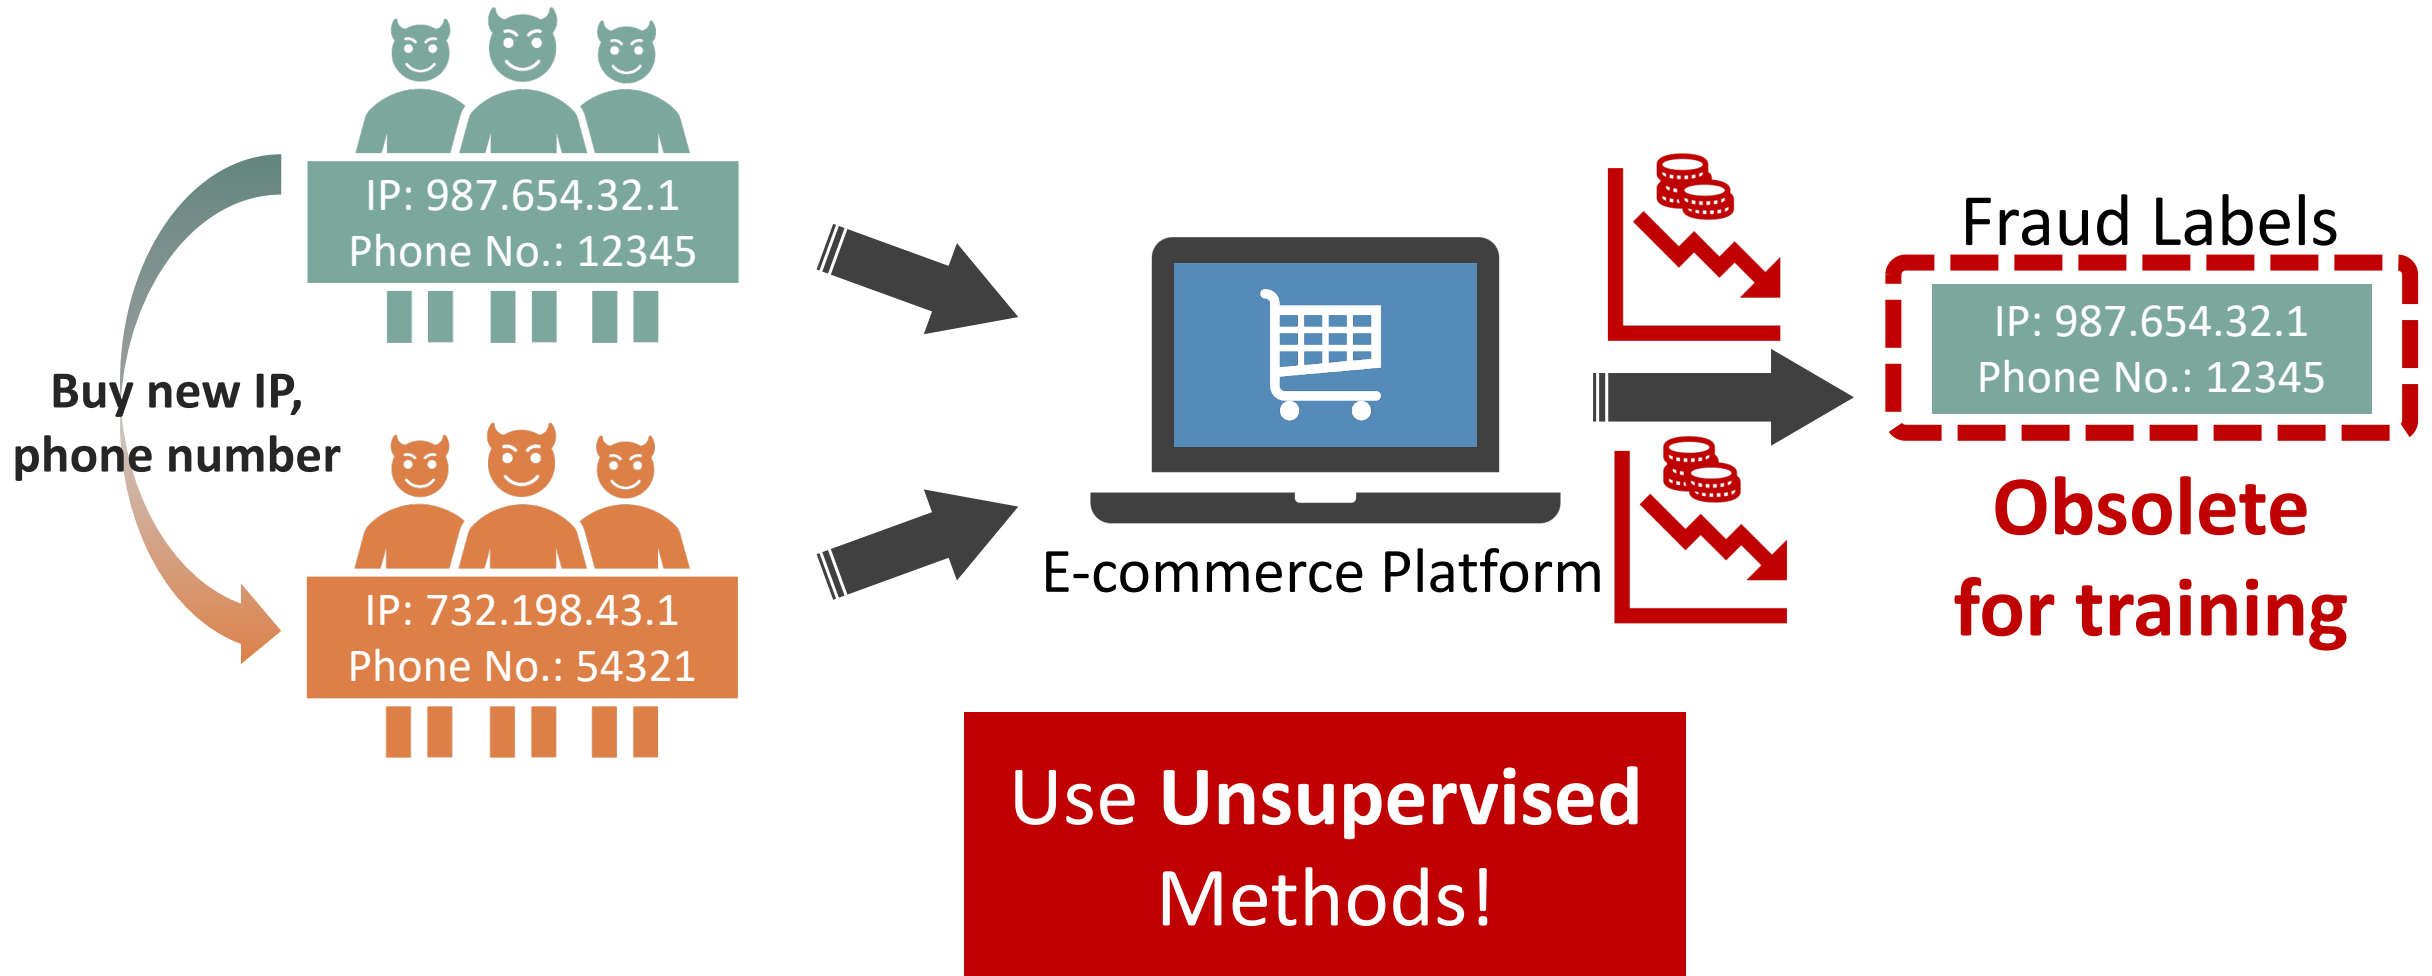 IP: 987.654.32.1
Phone No.: 12345
Buy new IP,
phone number
IP: 732.198.43.1
Phone No.: 54321
E-commerce Platform
Fraud Labels
IP: 987.654.32.1
Phone No.: 12345
Obsolete
for training
Use Unsupervised
Methods!